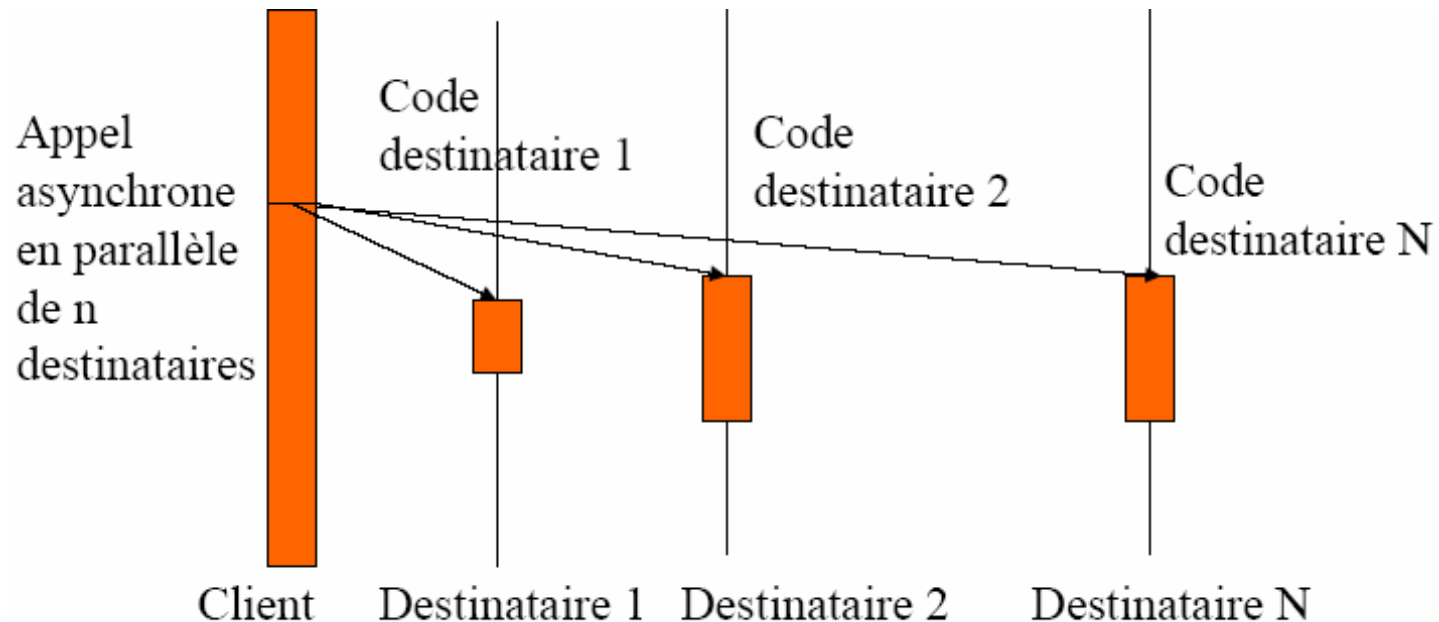 Appel
asynchrone
en parallèle
de n
destinataires
Code
destinataire 1
Code
destinataire 2
Code
destinataire N
Client
Destinataire 1
Destinataire 2
Destinataire N